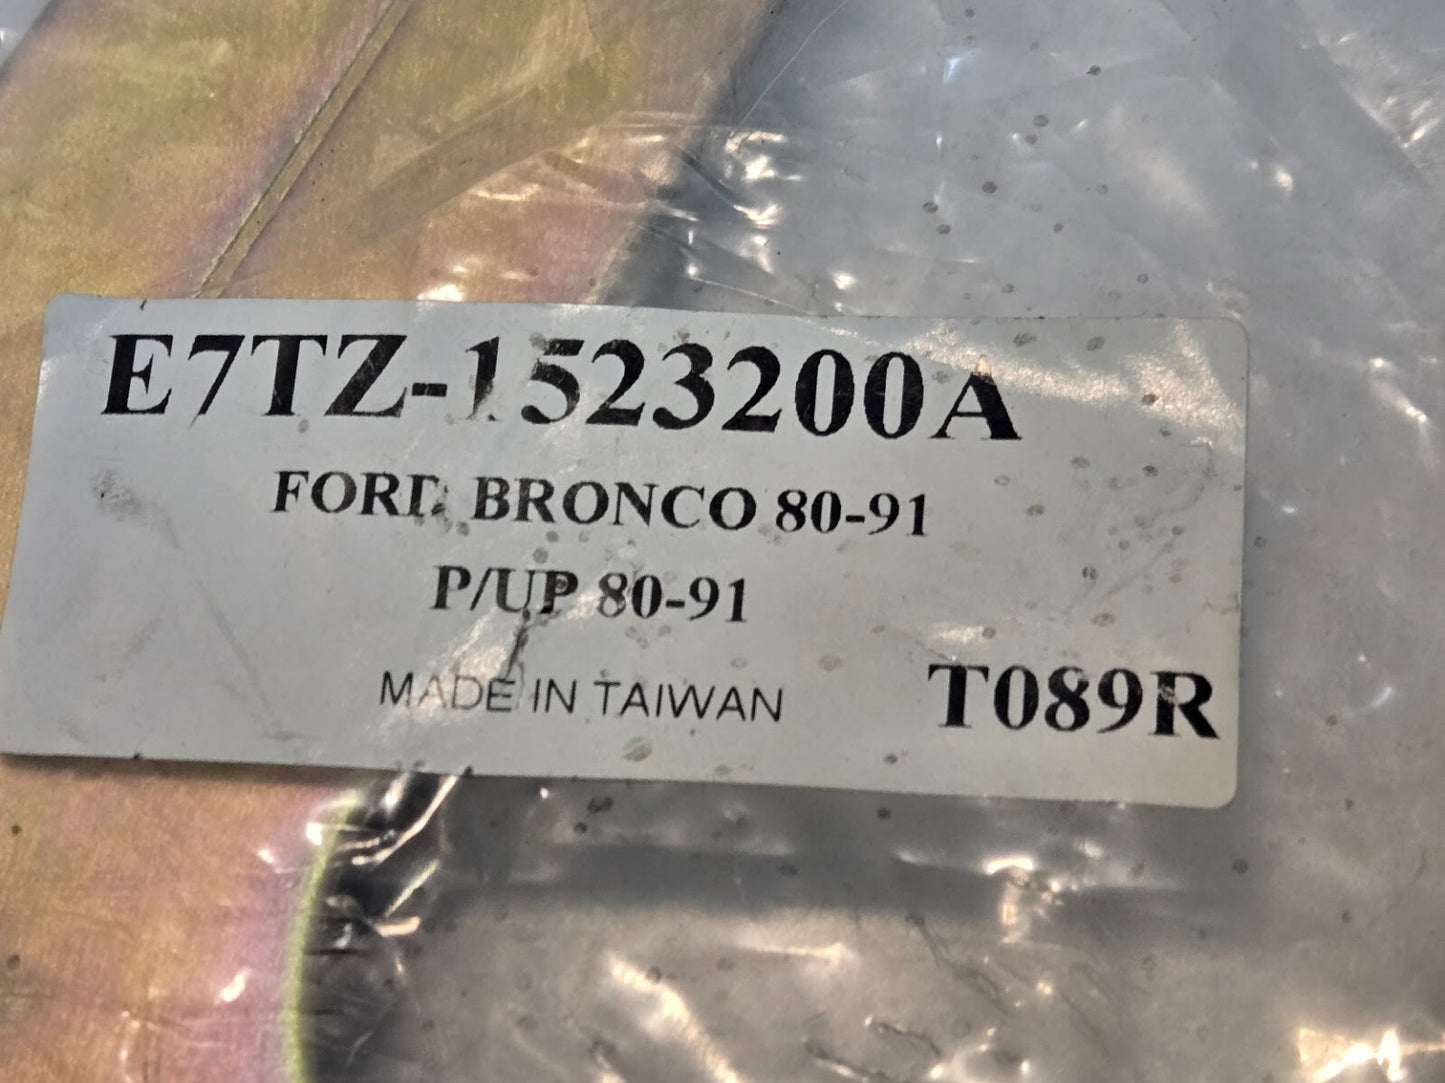 E7TZ-1523200A
FORD BRONCO 80-91
P/UP 80-91
MADE IN TAIWAN
T089R